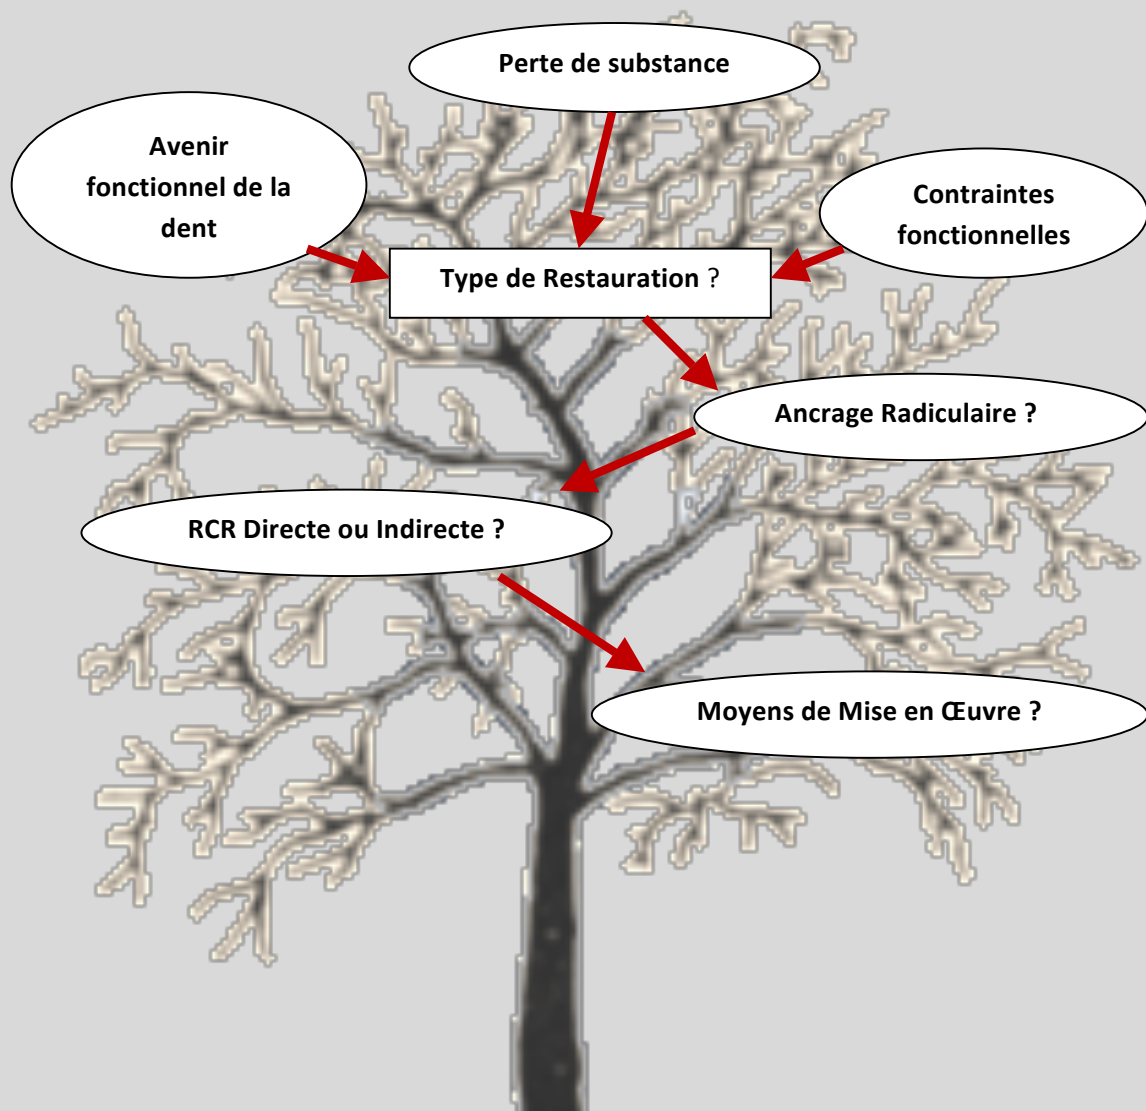 Perte de substance
Avenir
fonctionnel de la
dent
Contraintes
fonctionnelles
Type de Restauration ?
Ancrage Radiculaire ?
RCR Directe ou Indirecte ?
Moyens de Mise en Œuvre ?